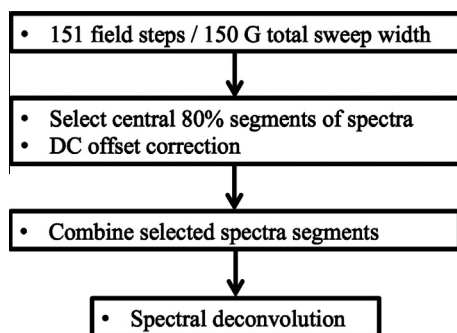 • 151 field steps / 150 G total sweep width
• Select central 80% segments of spectra
• DC offset correction
• Combine selected spectra segments
• Spectral deconvolution